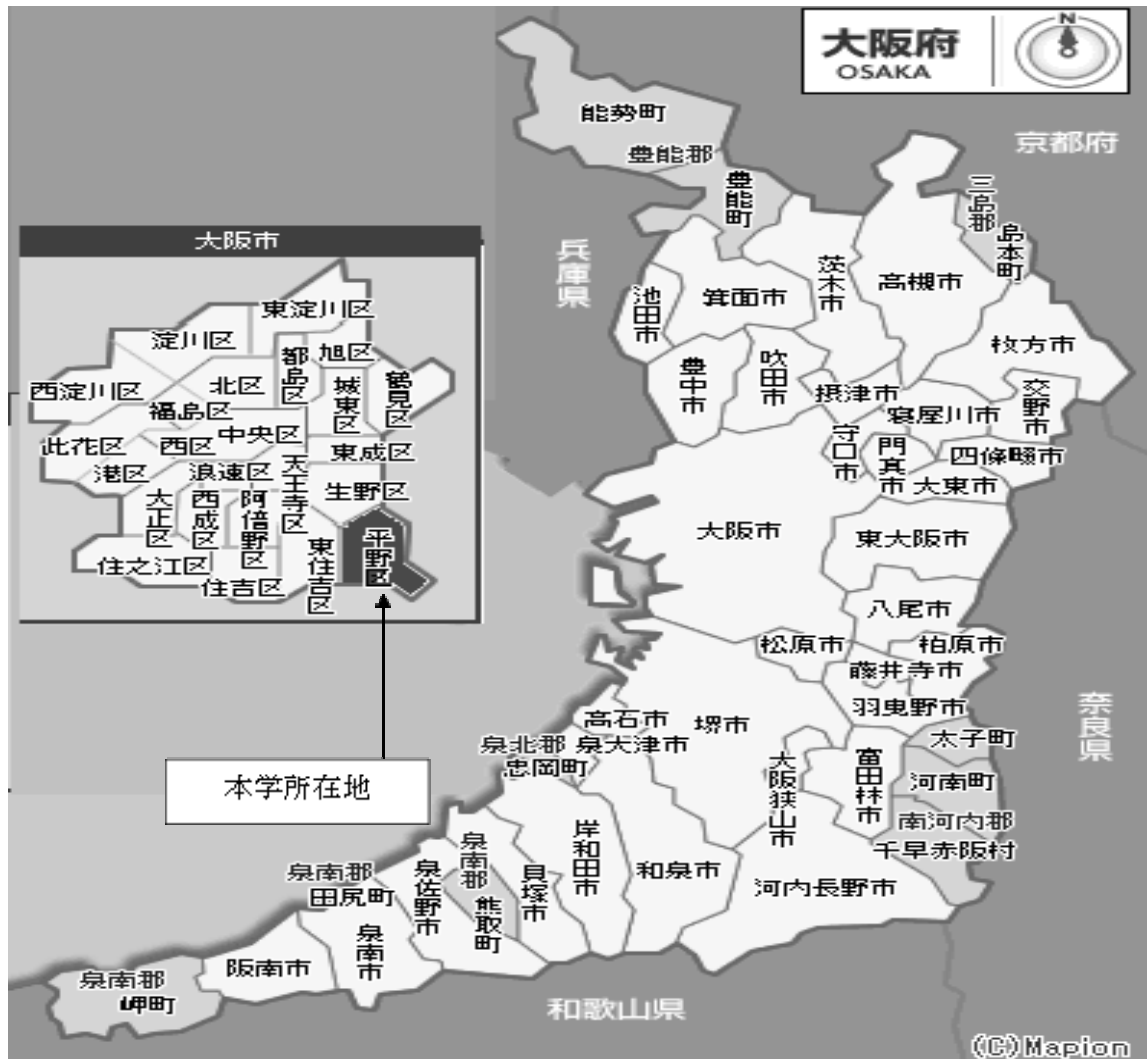 大阪府
OSAKA
N
京都府
能勢町
豊能郡
豊能町
三島郡
島本町
兵庫県
茨木市
高槻市
池田市
箕面市
枚方市
豊中市
吹田市
摂津市
交野市
寝屋川市
守口市
門真市
四條畷市
大東市
大阪市
東大阪市
八尾市
松原市
柏原市
藤井寺市
羽曳野市
奈良県
高石市
堺市
太子町
泉北郡
泉大津市
忠岡町
大阪狭山市
富田林市
河南町
南河内郡
千早赤阪村
岸和田市
和泉市
河内長野市
泉南郡
泉南郡
田尻町
泉佐野市
熊取町
貝塚市
泉南市
阪南市
泉南郡
岬町
和歌山県
大阪市
東淀川区
淀川区
都島区
旭区
西淀川区
北区
城東区
鶴見区
福島区
此花区
西区
中央区
東成区
港区
浪速区
天王寺区
生野区
大正区
西成区
阿倍野区
平野区
住之江区
住吉区
東住吉区
本学所在地
(C)Mapion